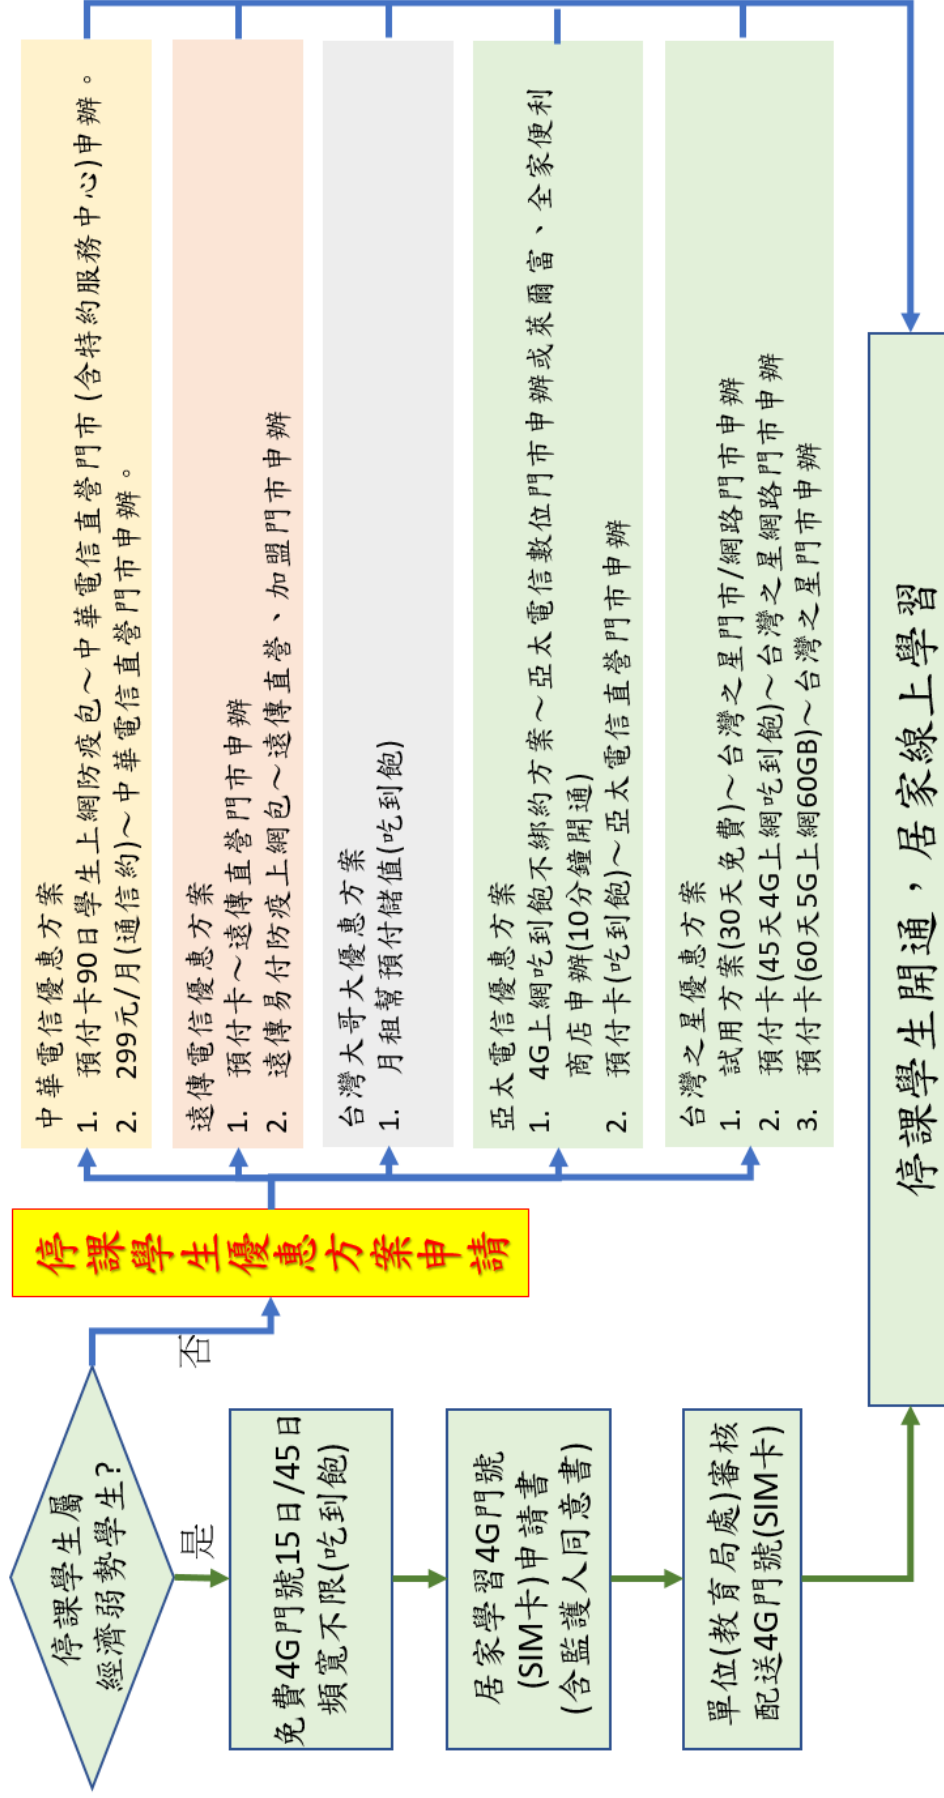 停課學生屬
經濟弱勢學生?
是
否
免費4G門號15日/45日
頻寬不限(吃到飽)
居家學習4G門號
(SIM卡)申請書
(含監護人同意書)
單位(教育局處)審核
配送4G門號(SIM卡)
停課學生優惠方案申請
中華電信優惠方案
1. 預付卡90日學生上網防疫包～中華電信直營門市(含特約服務中心)申辦。
2. 299元/月(通信約)～中華電信直營門市申辦。
遠傳電信優惠方案
1. 預付卡～遠傳直營門市申辦
2. 遠傳易付防疫上網包～遠傳直營、加盟門市申辦
台灣大哥大優惠方案
1. 月租幫預付儲值(吃到飽)
亞太電信優惠方案
1. 4G上網吃到飽不綁約方案～亞太電信數位門市申辦或萊爾富、全家便利
商店申辦(10分鐘開通)
2. 預付卡(吃到飽)～亞太電信直營門市申辦
台灣之星優惠方案
1. 試用方案(30天免費)～台灣之星門市/網路門市申辦
2. 預付卡(45天4G上網吃到飽)～台灣之星網路門市申辦
3. 預付卡(60天5G上網60GB)～台灣之星門市申辦
停課學生開通，居家線上學習